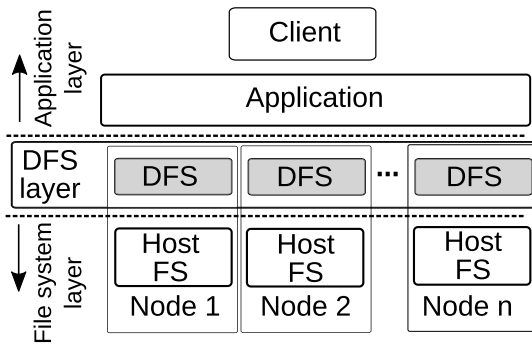 Client
Application
layer
Application
DFS
layer
DFS
DFS
...
DFS
File system
layer
Host
FS
Node 1
Host
FS
Node 2
Host
FS
Node n